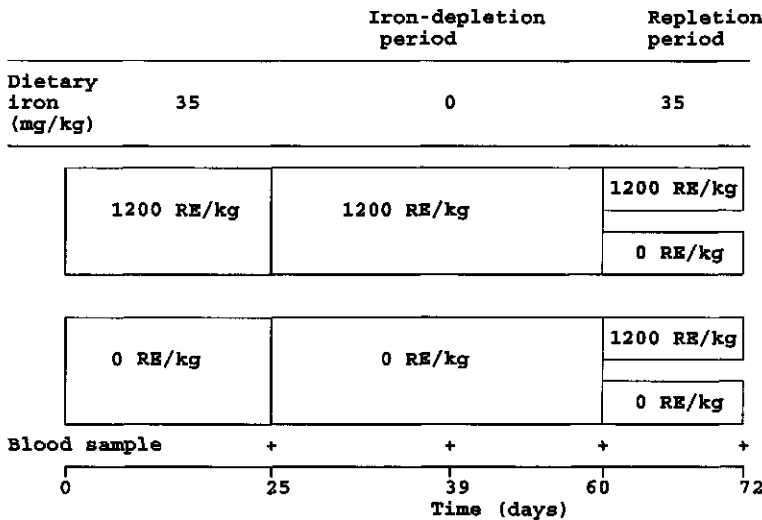 Iron-depletion Repletion
period period
Dietary
iron 35 0 35
(mg/kg)
1200 RE/kg
1200 RE/kg 1200 RE/kg
0 RE/kg
1200 RE/kg
0 RE/kg 0 RE/kg
0 RE/kg
Blood sample + + + +
0 25 39 60 72
Time (days)